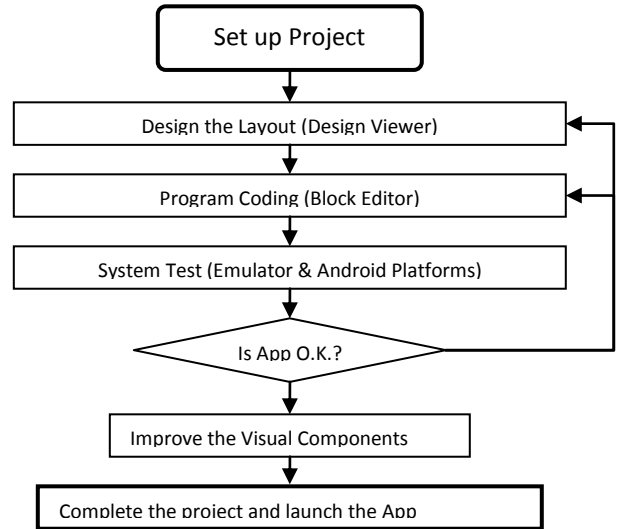 Set up Project
Design the Layout (Design Viewer)
Program Coding (Block Editor)
System Test (Emulator & Android Platforms)
Is App O.K.?
Improve the Visual Components
Complete the project and launch the App